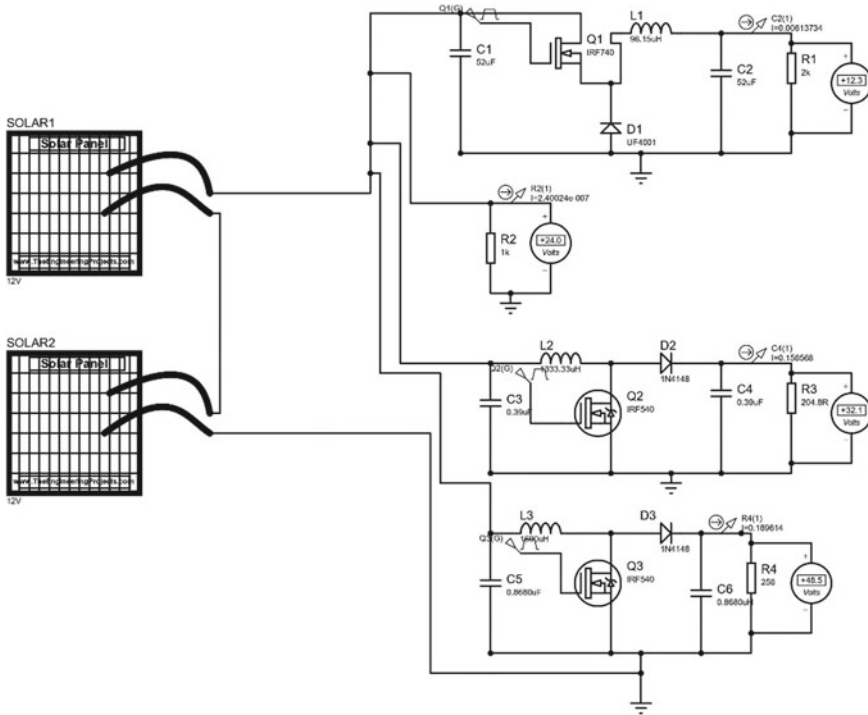 SOLAR1
Solar Panel
www.TheEngineeringProjects.com
12V
SOLAR2
Solar Panel
www.TheEngineeringProjects.com
12V
Q1(G)
C1
52uF
Q1
IRF740
L1
96.15uH
D1
UF4001
C2
52uF
C2(1)
I=0.00613734
R1
2k
+12.3
Volts
R2(1)
I=2.40024e-007
R2
1k
+24.0
Volts
L2
1333.33uH
Q2(G)
C3
0.39uF
Q2
IRF540
D2
1N4148
C4
0.39uF
C4(1)
I=0.156568
R3
204.8R
+32.1
Volts
L3
Q3(G)
C5
0.8680uF
Q3
IRF540
D3
1N4148
C6
0.8680uH
R4(1)
I=0.189614
R4
256
+48.5
Volts